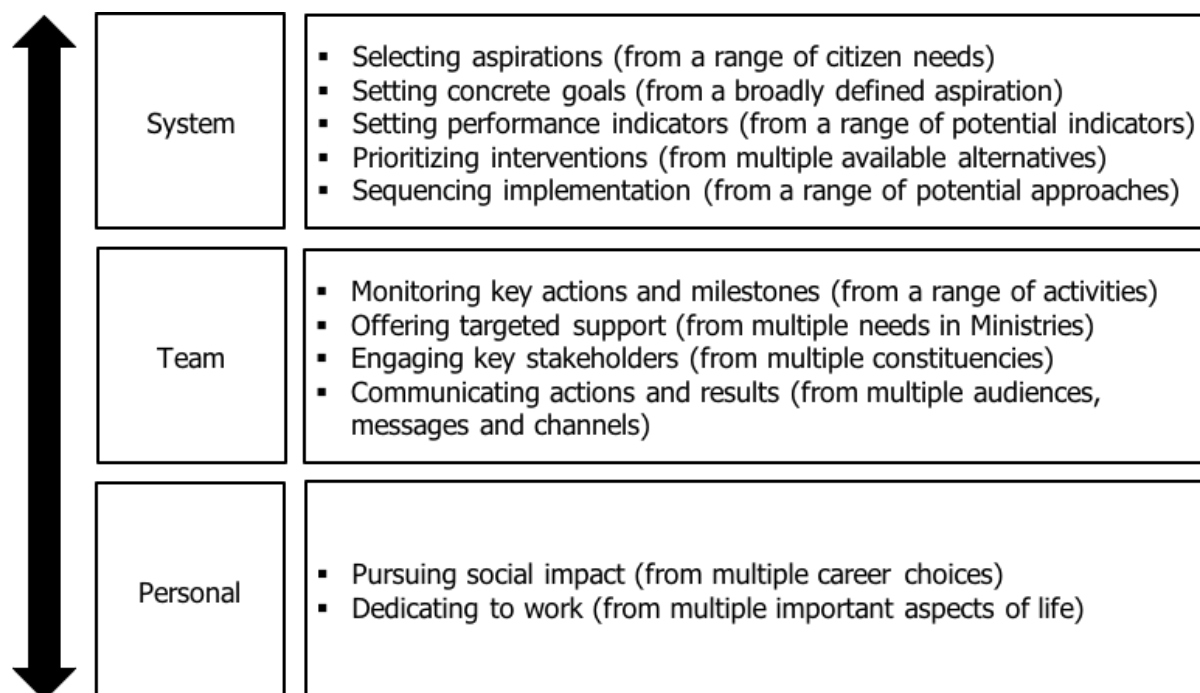 System
▪ Selecting aspirations (from a range of citizen needs)
▪ Setting concrete goals (from a broadly defined aspiration)
▪ Setting performance indicators (from a range of potential indicators)
▪ Prioritizing interventions (from multiple available alternatives)
▪ Sequencing implementation (from a range of potential approaches)
Team
▪ Monitoring key actions and milestones (from a range of activities)
▪ Offering targeted support (from multiple needs in Ministries)
▪ Engaging key stakeholders (from multiple constituencies)
▪ Communicating actions and results (from multiple audiences,
messages and channels)
Personal
▪ Pursuing social impact (from multiple career choices)
▪ Dedicating to work (from multiple important aspects of life)